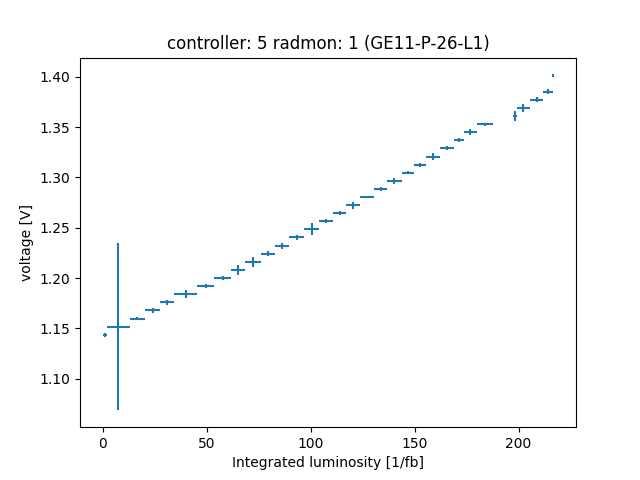 controller: 5 radmon: 1 (GE11-P-26-L1)
1.40
1.35
1.30
1.25
1.20
1.15
1.10
voltage [V]
0 50 100 150 200
Integrated luminosity [1/fb]